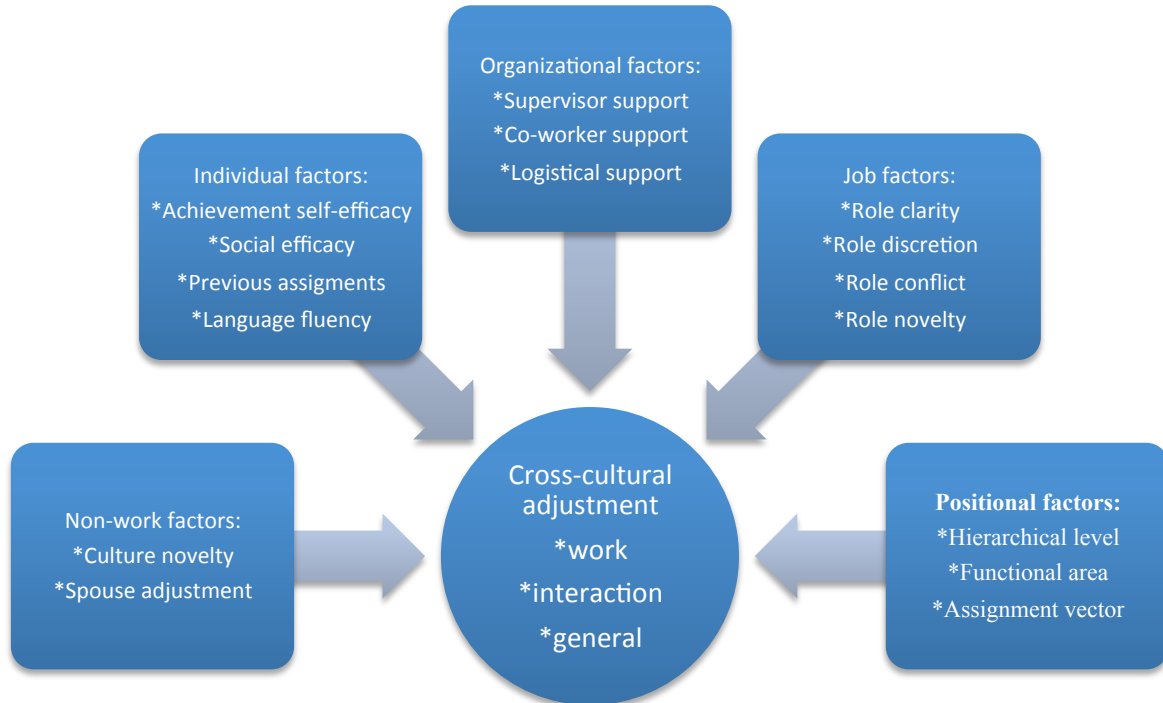 Organizational factors:
*Supervisor support
*Co-worker support
*Logistical support
Individual factors:
*Achievement self-efficacy
*Social efficacy
*Previous assigments
*Language fluency
Job factors:
*Role clarity
*Role discretion
*Role conflict
*Role novelty
Non-work factors:
*Culture novelty
*Spouse adjustment
Cross-cultural
adjustment
*work
*interaction
*general
Positional factors:
*Hierarchical level
*Functional area
*Assignment vector